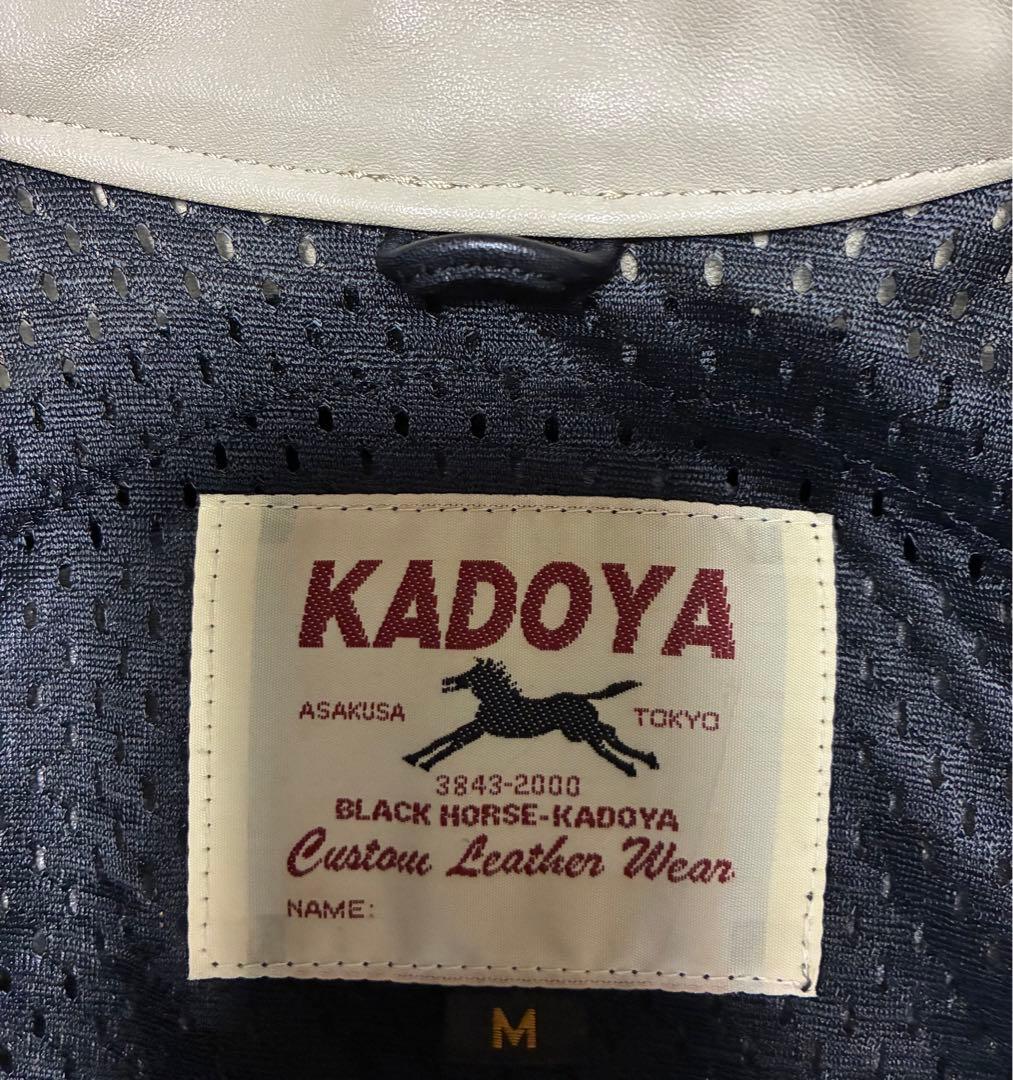 KADOYA
ASAKUSA TOKYO
3843-2000
BLACK HORSE-KADOYA
Custom Leather Wear
NAME:
M